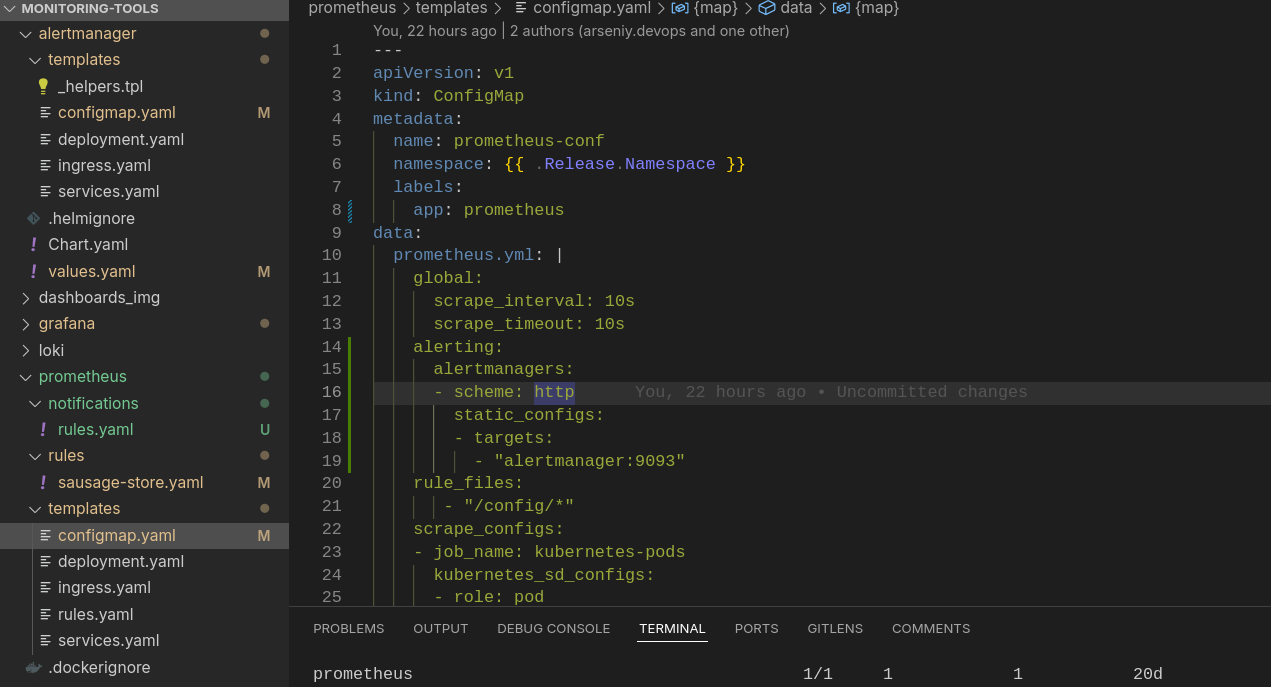 MONITORING-TOOLS
alertmanager
templates
_helpers.tpl
configmap.yaml M
deployment.yaml
ingress.yaml
services.yaml
.helmignore
! Chart.yaml
! values.yaml M
dashboards_img
grafana
loki
prometheus
notifications
! rules.yaml U
rules
! sausage-store.yaml M
templates
configmap.yaml M
deployment.yaml
ingress.yaml
rules.yaml
services.yaml
.dockerignore
prometheus > templates > configmap.yaml > {map} > data > {map}
You, 22 hours ago | 2 authors (arseniy.devops and one other)
1 ---
2 apiVersion: v1
3 kind: ConfigMap
4 metadata:
5 name: prometheus-conf
6 namespace: {{ .Release.Namespace }}
7 labels:
8 app: prometheus
9 data:
10 prometheus.yml: |
11 global:
12 scrape_interval: 10s
13 scrape_timeout: 10s
14 alerting:
15 alertmanagers:
16 - scheme: http You, 22 hours ago • Uncommitted changes
17 static_configs:
18 - targets:
19 - "alertmanager:9093"
20 rule_files:
21 - "/config/*"
22 scrape_configs:
23 - job_name: kubernetes-pods
24 kubernetes_sd_configs:
25 - role: pod
PROBLEMS OUTPUT DEBUG CONSOLE TERMINAL PORTS GITLENS COMMENTS
prometheus 1/1 1 1 20d